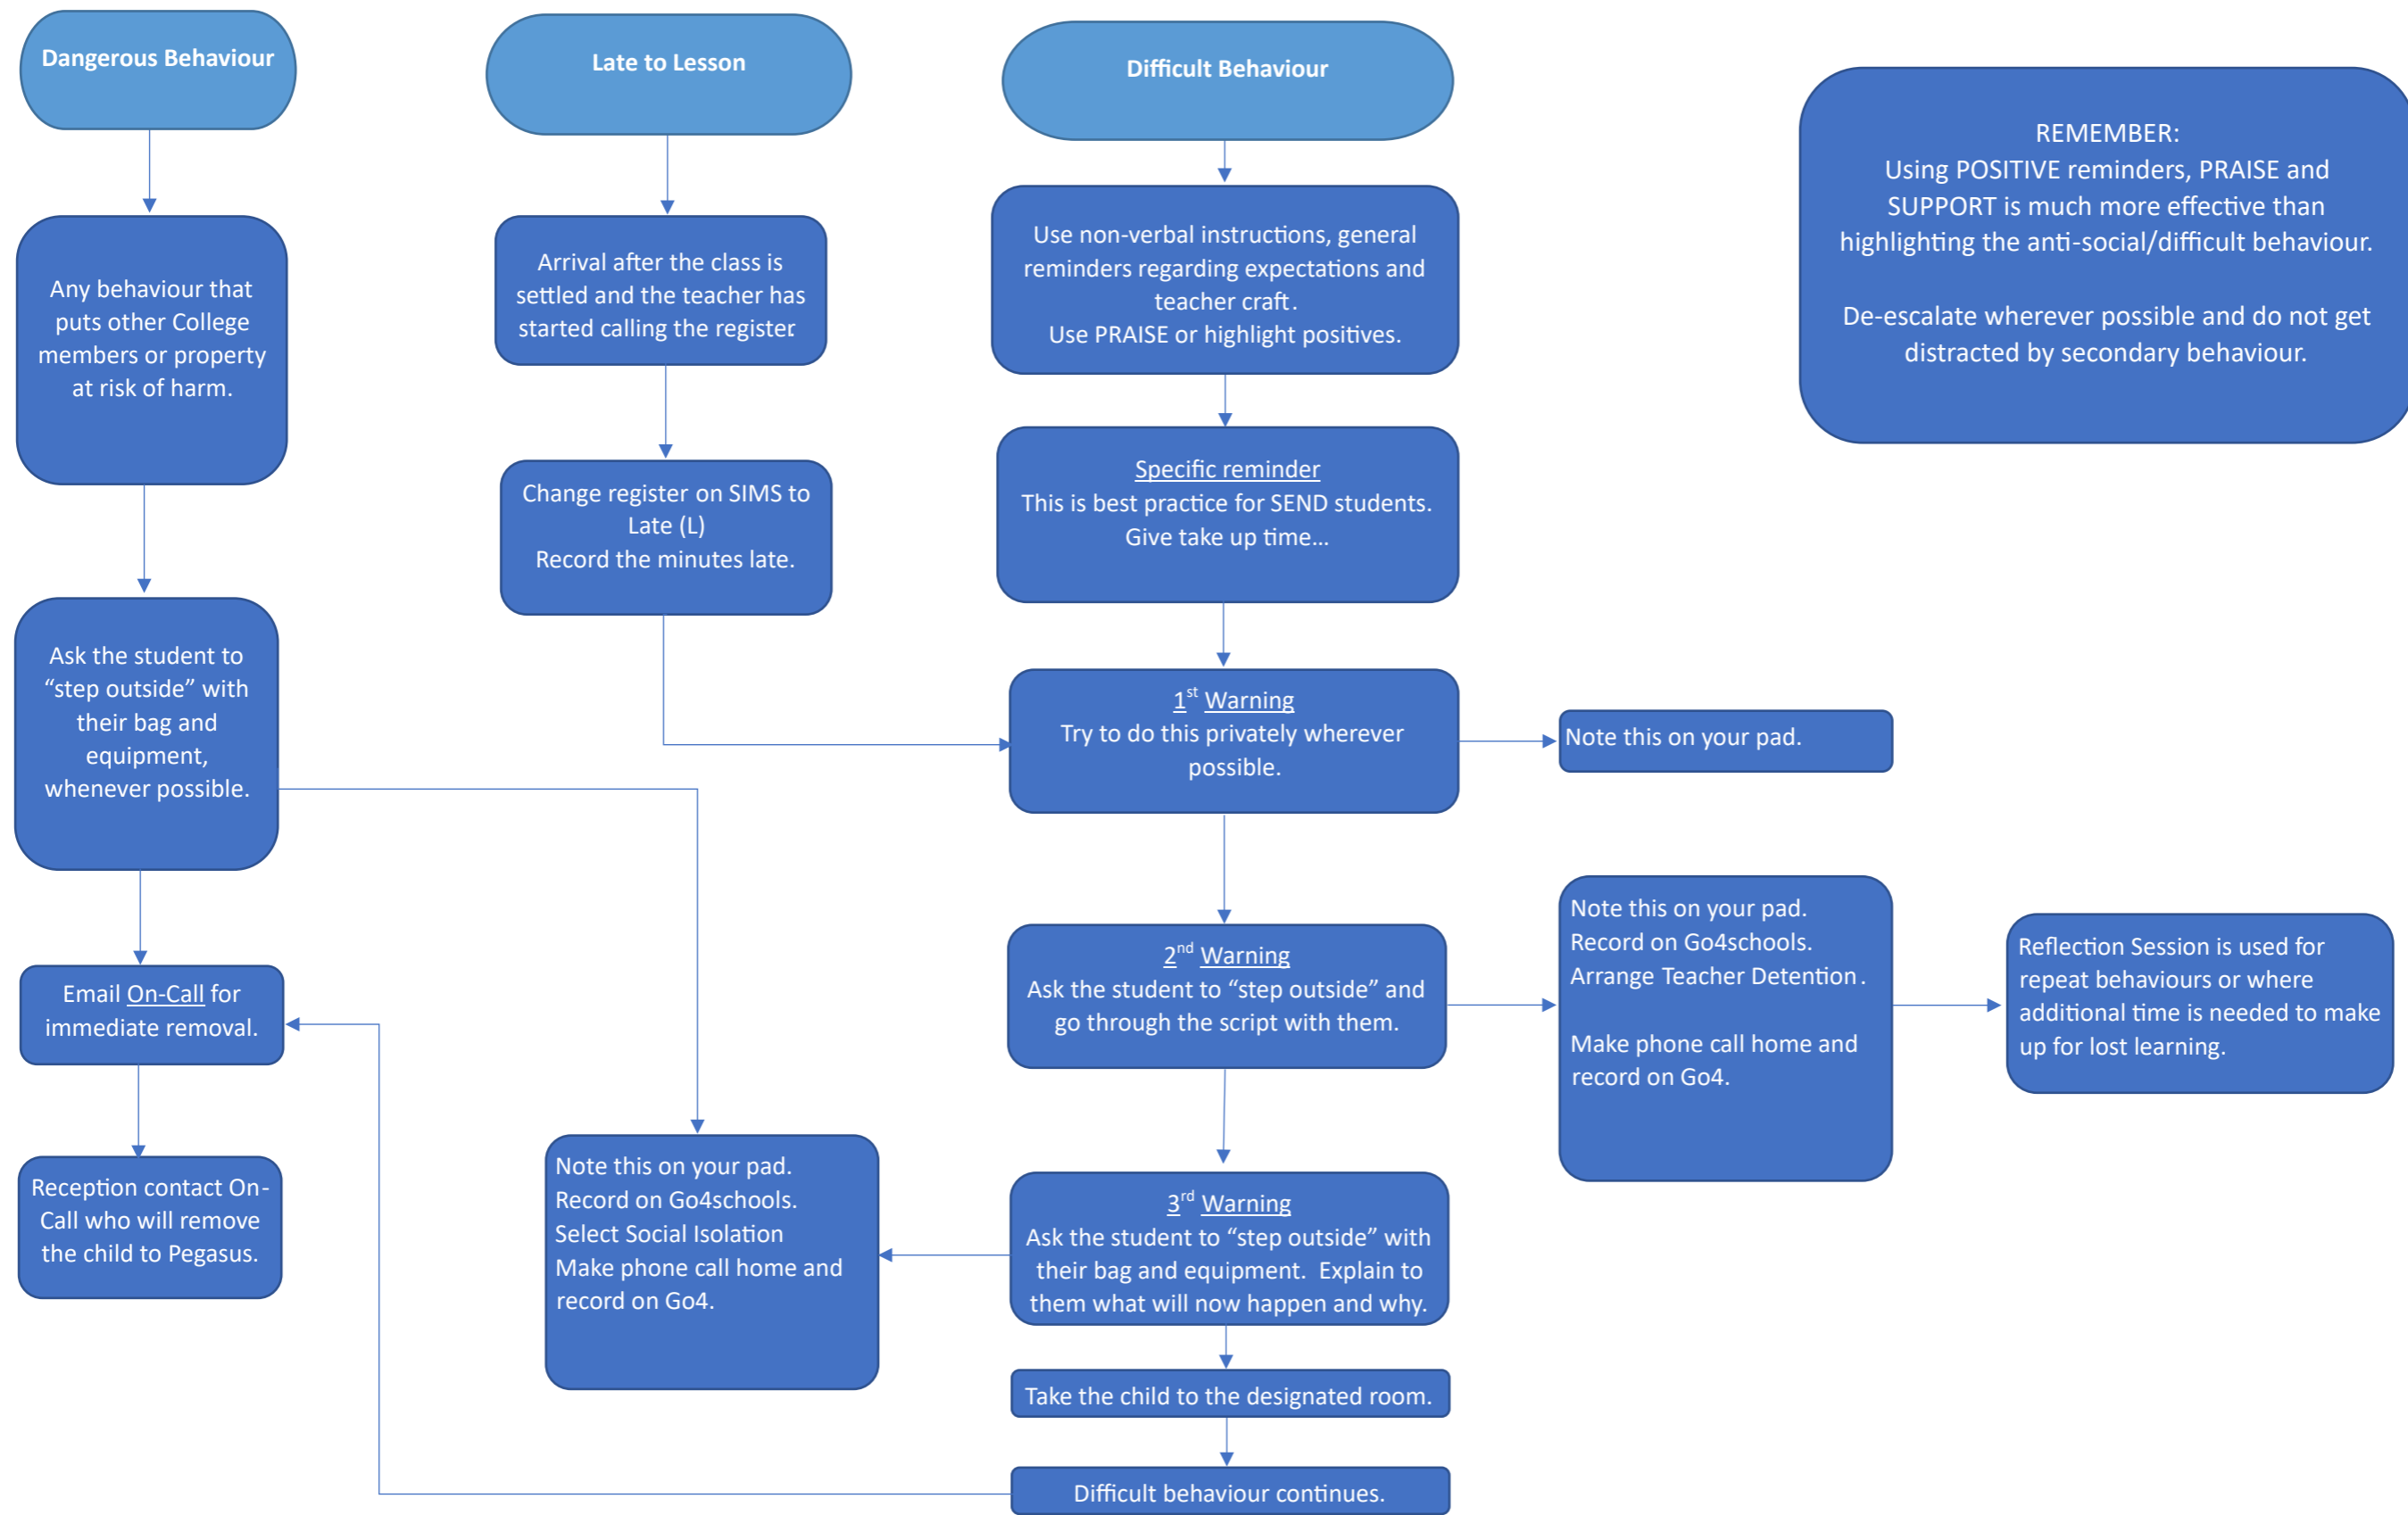 Dangerous Behaviour
Any behaviour that
puts other College
members or property
at risk of harm.
Ask the student to
“step outside” with
their bag and
equipment,
whenever possible.
Email On-Call for
immediate removal.
Reception contact On-
Call who will remove
the child to Pegasus.
Late to Lesson
Arrival after the class is
settled and the teacher has
started calling the register.
Change register on SIMS to
Late (L)
Record the minutes late.
Note this on your pad.
Record on Go4schools.
Select Social Isolation
Make phone call home and
record on Go4.
Difficult Behaviour
Use non-verbal instructions, general
reminders regarding expectations and
teacher craft.
Use PRAISE or highlight positives.
Specific reminder
This is best practice for SEND students.
Give take up time…
1st Warning
Try to do this privately wherever
possible.
Note this on your pad.
2nd Warning
Ask the student to “step outside” and
go through the script with them.
Note this on your pad.
Record on Go4schools.
Arrange Teacher Detention.
Make phone call home and
record on Go4.
Reflection Session is used for
repeat behaviours or where
additional time is needed to make
up for lost learning.
3rd Warning
Ask the student to “step outside” with
their bag and equipment. Explain to
them what will now happen and why.
Take the child to the designated room.
Difficult behaviour continues.
REMEMBER:
Using POSITIVE reminders, PRAISE and
SUPPORT is much more effective than
highlighting the anti-social/difficult behaviour.
De-escalate wherever possible and do not get
distracted by secondary behaviour.